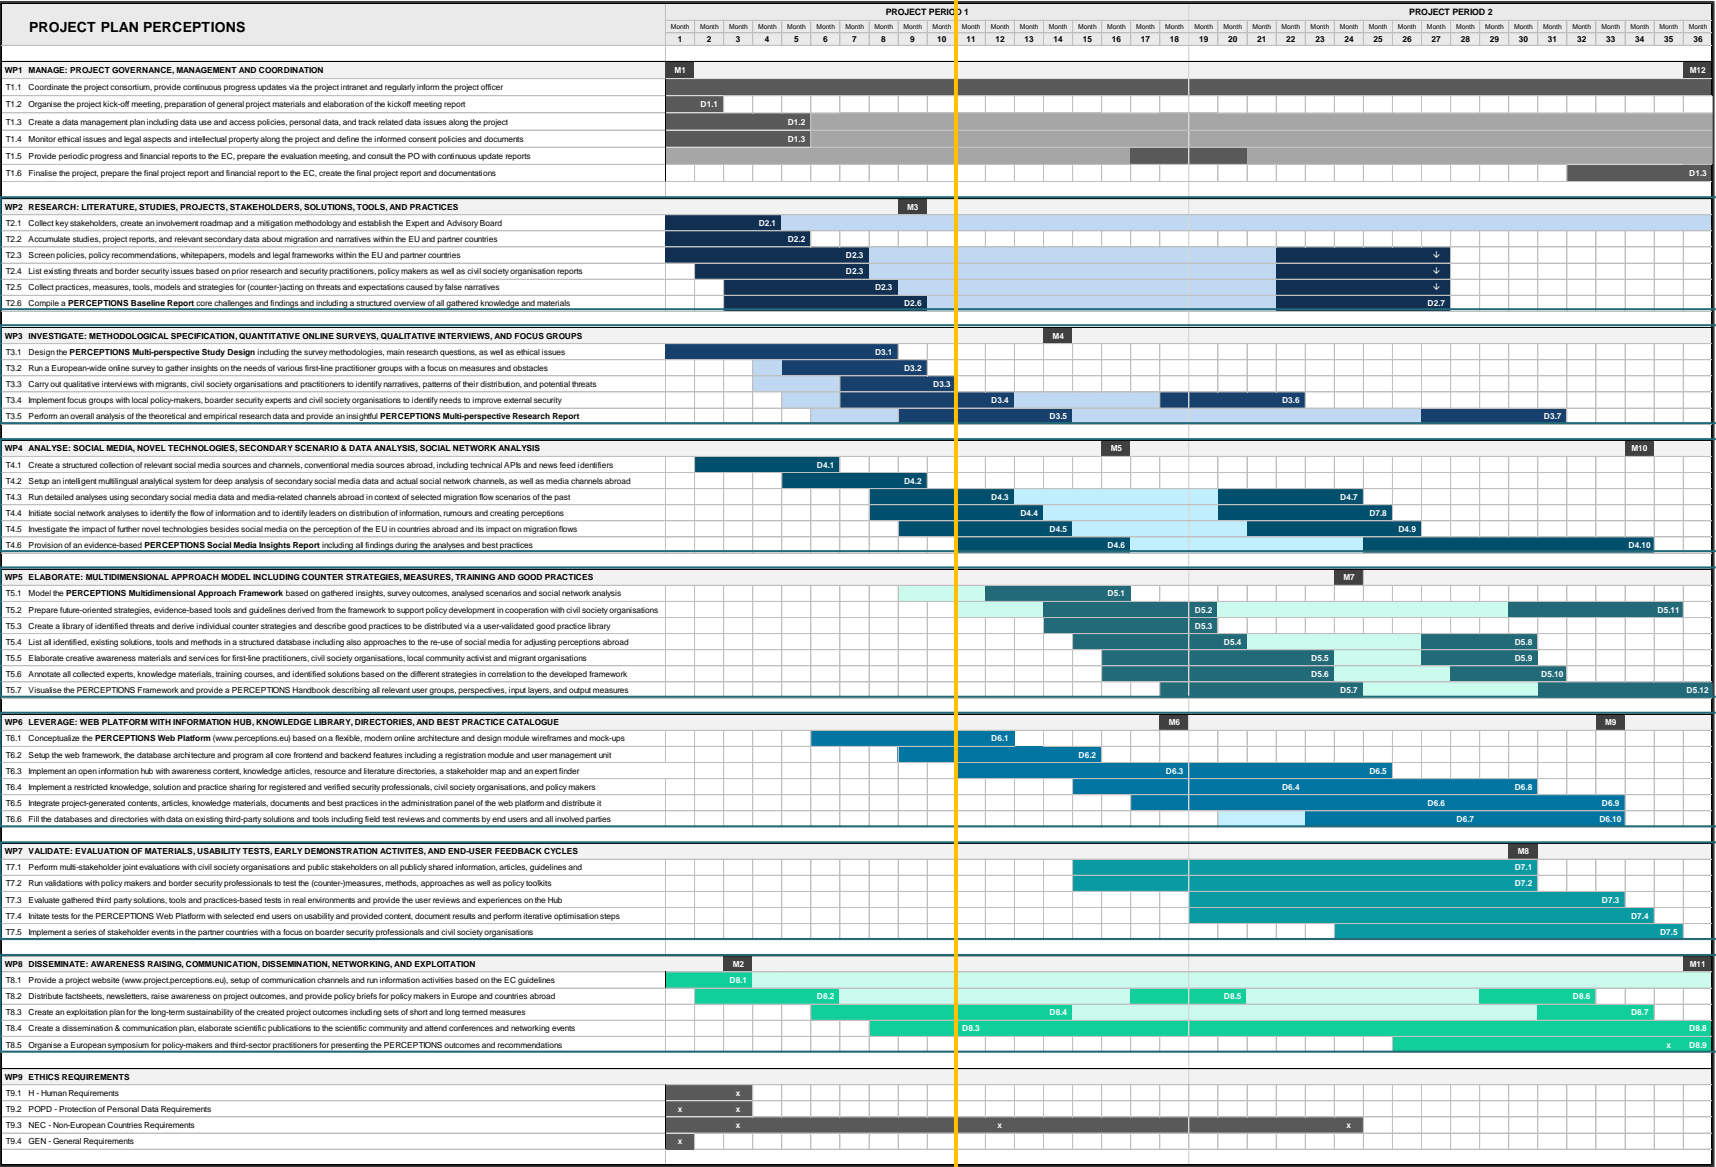 PROJECT PLAN PERCEPTIONS
PROJECT PERIOD 1 PROJECT PERIOD 2
Month Month Month Month Month Month Month Month Month Month Month Month Month Month Month Month Month Month Month Month Month Month Month Month Month Month Month Month Month Month Month Month Month Month Month Month
1 2 3 4 5 6 7 8 9 10 11 12 13 14 15 16 17 18 19 20 21 22 23 24 25 26 27 28 29 30 31 32 33 34 35 36
WP1 MANAGE: PROJECT GOVERNANCE, MANAGEMENT AND COORDINATION M1 M12
T1.1 Coordinate the project consortium, provide continuous progress updates via the project intranet and regularly inform the project officer
T1.2 Organise the project kick-off meeting, preparation of general project materials and elaboration of the kickoff meeting report D1.1
T1.3 Create a data management plan including data use and access policies, personal data, and track related data issues along the project D1.2
T1.4 Monitor ethical issues and legal aspects and intellectual property along the project and define the informed consent policies and documents D1.3
T1.5 Provide periodic progress and financial reports to the EC, prepare the evaluation meeting, and consult the PO with continuous update reports
T1.6 Finalise the project, prepare the final project report and financial report to the EC, create the final project report and documentations D1.3
WP2 RESEARCH: LITERATURE, STUDIES, PROJECTS, STAKEHOLDERS, SOLUTIONS, TOOLS, AND PRACTICES M3
T2.1 Collect key stakeholders, create an involvement roadmap and a mitigation methodology and establish the Expert and Advisory Board D2.1
T2.2 Accumulate studies, project reports, and relevant secondary data about migration and narratives within the EU and partner countries D2.2
T2.3 Screen policies, policy recommendations, whitepapers, models and legal frameworks within the EU and partner countries D2.3 ↓
T2.4 List existing threats and border security issues based on prior research and security practitioners, policy makers as well as civil society organisation reports D2.3 ↓
T2.5 Collect practices, measures, tools, models and strategies for (counter-)acting on threats and expectations caused by false narratives D2.3 ↓
T2.6 Compile a PERCEPTIONS Baseline Report core challenges and findings and including a structured overview of all gathered knowledge and materials D2.6 D2.7
WP3 INVESTIGATE: METHODOLOGICAL SPECIFICATION, QUANTITATIVE ONLINE SURVEYS, QUALITATIVE INTERVIEWS, AND FOCUS GROUPS M4
T3.1 Design the PERCEPTIONS Multi-perspective Study Design including the survey methodologies, main research questions, as well as ethical issues D3.1
T3.2 Run a European-wide online survey to gather insights on the needs of various first-line practitioner groups with a focus on measures and obstacles D3.2
T3.3 Carry out qualitative interviews with migrants, civil society organisations and practitioners to identify narratives, patterns of their distribution, and potential threats D3.3
T3.4 Implement focus groups with local policy-makers, boarder security experts and civil society organisations to identify needs to improve external security D3.4 D3.6
T3.5 Perform an overall analysis of the theoretical and empirical research data and provide an insightful PERCEPTIONS Multi-perspective Research Report D3.5 D3.7
WP4 ANALYSE: SOCIAL MEDIA, NOVEL TECHNOLOGIES, SECONDARY SCENARIO & DATA ANALYSIS, SOCIAL NETWORK ANALYSIS M5 M10
T4.1 Create a structured collection of relevant social media sources and channels, conventional media sources abroad, including technical APIs and news feed identifiers D4.1
T4.2 Setup an intelligent multilingual analytical system for deep analysis of secondary social media data and actual social network channels, as well as media channels abroad D4.2
T4.3 Run detailed analyses using secondary social media data and media-related channels abroad in context of selected migration flow scenarios of the past D4.3 D4.7
T4.4 Initiate social network analyses to identify the flow of information and to identify leaders on distribution of information, rumours and creating perceptions D4.4 D7.8
T4.5 Investigate the impact of further novel technologies besides social media on the perception of the EU in countries abroad and its impact on migration flows D4.5 D4.9
T4.6 Provision of an evidence-based PERCEPTIONS Social Media Insights Report including all findings during the analyses and best practices D4.6 D4.10
WP5 ELABORATE: MULTIDIMENSIONAL APPROACH MODEL INCLUDING COUNTER STRATEGIES, MEASURES, TRAINING AND GOOD PRACTICES M7
T5.1 Model the PERCEPTIONS Multidimensional Approach Framework based on gathered insights, survey outcomes, analysed scenarios and social network analysis D5.1
T5.2 Prepare future-oriented strategies, evidence-based tools and guidelines derived from the framework to support policy development in cooperation with civil society organisations D5.2 D5.11
T5.3 Create a library of identified threats and derive individual counter strategies and describe good practices to be distributed via a user-validated good practice library D5.3
T5.4 List all identified, existing solutions, tools and methods in a structured database including also approaches to the re-use of social media for adjusting perceptions abroad D5.4 D5.8
T5.5 Elaborate creative awareness materials and services for first-line practitioners, civil society organisations, local community activist and migrant organisations D5.5 D5.9
T5.6 Annotate all collected experts, knowledge materials, training courses, and identified solutions based on the different strategies in correlation to the developed framework D5.6 D5.10
T5.7 Visualise the PERCEPTIONS Framework and provide a PERCEPTIONS Handbook describing all relevant user groups, perspectives, input layers, and output measures D5.7 D5.12
WP6 LEVERAGE: WEB PLATFORM WITH INFORMATION HUB, KNOWLEDGE LIBRARY, DIRECTORIES, AND BEST PRACTICE CATALOGUE M6 M9
T6.1 Conceptualize the PERCEPTIONS Web Platform (www.perceptions.eu) based on a flexible, modern online architecture and design module wireframes and mock-ups D6.1
T6.2 Setup the web framework, the database architecture and program all core frontend and backend features including a registration module and user management unit D6.2
T6.3 Implement an open information hub with awareness content, knowledge articles, resource and literature directories, a stakeholder map and an expert finder D6.3 D6.5
T6.4 Implement a restricted knowledge, solution and practice sharing for registered and verified security professionals, civil society organisations, and policy makers D6.4 D6.8
T6.5 Integrate project-generated contents, articles, knowledge materials, documents and best practices in the administration panel of the web platform and distribute it D6.6 D6.9
T6.6 Fill the databases and directories with data on existing third-party solutions and tools including field test reviews and comments by end users and all involved parties D6.7 D6.10
WP7 VALIDATE: EVALUATION OF MATERIALS, USABILITY TESTS, EARLY DEMONSTRATION ACTIVITES, AND END-USER FEEDBACK CYCLES M8
T7.1 Perform multi-stakeholder joint evaluations with civil society organisations and public stakeholders on all publicly shared information, articles, guidelines and D7.1
T7.2 Run validations with policy makers and border security professionals to test the (counter-)measures, methods, approaches as well as policy toolkits D7.2
T7.3 Evaluate gathered third party solutions, tools and practices-based tests in real environments and provide the user reviews and experiences on the Hub D7.3
T7.4 Initate tests for the PERCEPTIONS Web Platform with selected end users on usability and provided content, document results and perform iterative optimisation steps D7.4
T7.5 Implement a series of stakeholder events in the partner countries with a focus on boarder security professionals and civil society organisations D7.5
WP8 DISSEMINATE: AWARENESS RAISING, COMMUNICATION, DISSEMINATION, NETWORKING, AND EXPLOITATION M2 M11
T8.1 Provide a project website (www.project.perceptions.eu), setup of communication channels and run information activities based on the EC guidelines D8.1
T8.2 Distribute factsheets, newsletters, raise awareness on project outcomes, and provide policy briefs for policy makers in Europe and countries abroad D8.2 D8.5 D8.6
T8.3 Create an exploitation plan for the long-term sustainability of the created project outcomes including sets of short and long termed measures D8.4 D8.7
T8.4 Create a dissemination & communication plan, elaborate scientific publications to the scientific community and attend conferences and networking events D8.3 D8.8
T8.5 Organise a European symposium for policy-makers and third-sector practitioners for presenting the PERCEPTIONS outcomes and recommendations x D8.9
WP9 ETHICS REQUIREMENTS
T9.1 H - Human Requirements x
T9.2 POPD - Protection of Personal Data Requirements x x
T9.3 NEC - Non-European Countries Requirements x x x
T9.4 GEN - General Requirements x